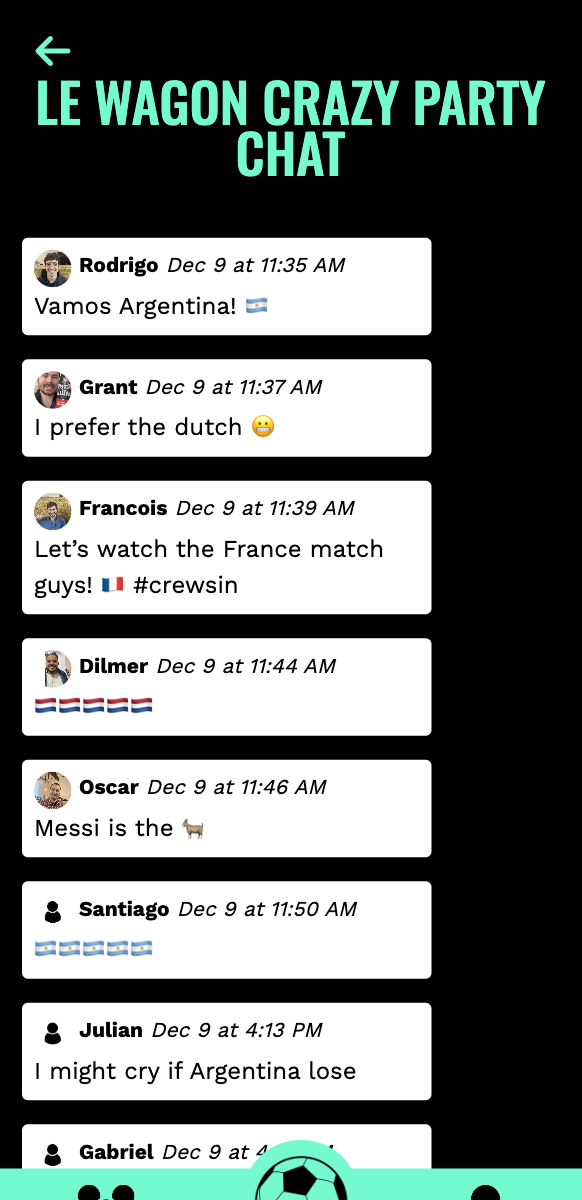 LE WAGON CRAZY PARTY
CHAT
Rodrigo Dec 9 at 11:35 AM
Vamos Argentina! 🇦🇷
Grant Dec 9 at 11:37 AM
I prefer the dutch 😬
Francois Dec 9 at 11:39 AM
Let’s watch the France match
guys! 🇫🇷 #crewsin
Dilmer Dec 9 at 11:44 AM
🇳🇱🇳🇱🇳🇱🇳🇱🇳🇱
Oscar Dec 9 at 11:46 AM
Messi is the 🐐
Santiago Dec 9 at 11:50 AM
🇦🇷🇦🇷🇦🇷🇦🇷🇦🇷
Julian Dec 9 at 4:13 PM
I might cry if Argentina lose
Gabriel Dec 9 at